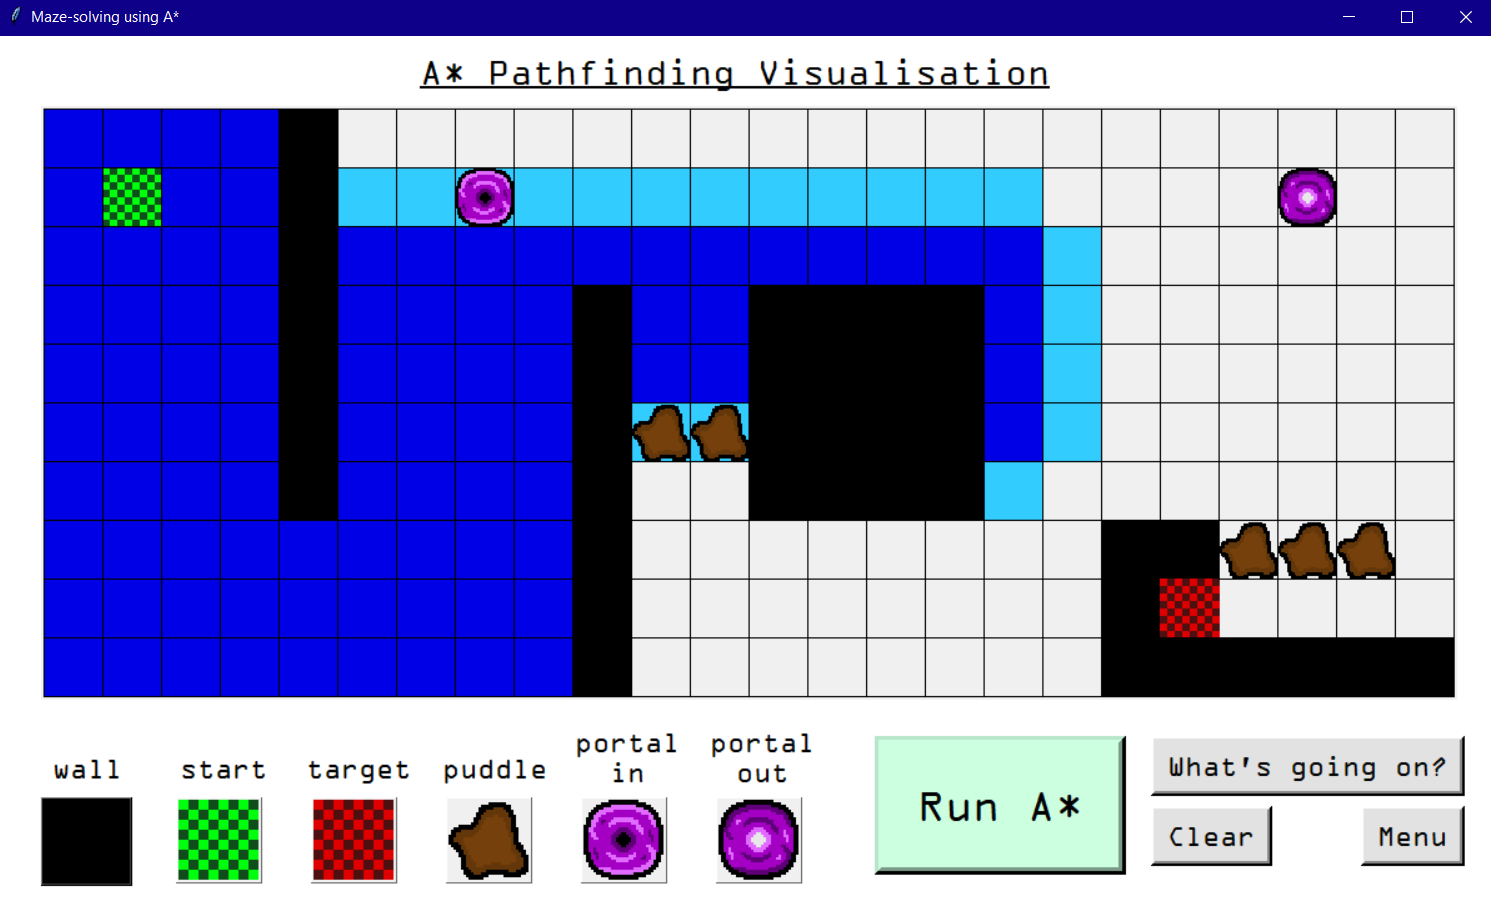 Maze-solving using A*
A* Pathfinding Visualisation
wall
start
target
puddle
portal
in
portal
out
Run A*
What's going on?
Clear
Menu